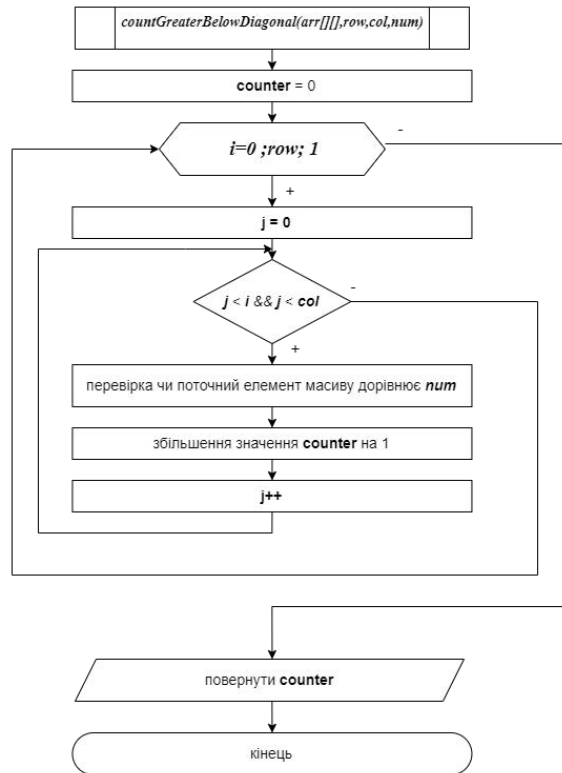 countGreaterBelowDiagonal(arr[][],row,col,num)
counter = 0
-
i=0 ;row; 1
+
j = 0
-
j < i && j < col
+
перевірка чи поточний елемент масиву дорівнює num
збільшення значення counter на 1
j++
повернути counter
кінець